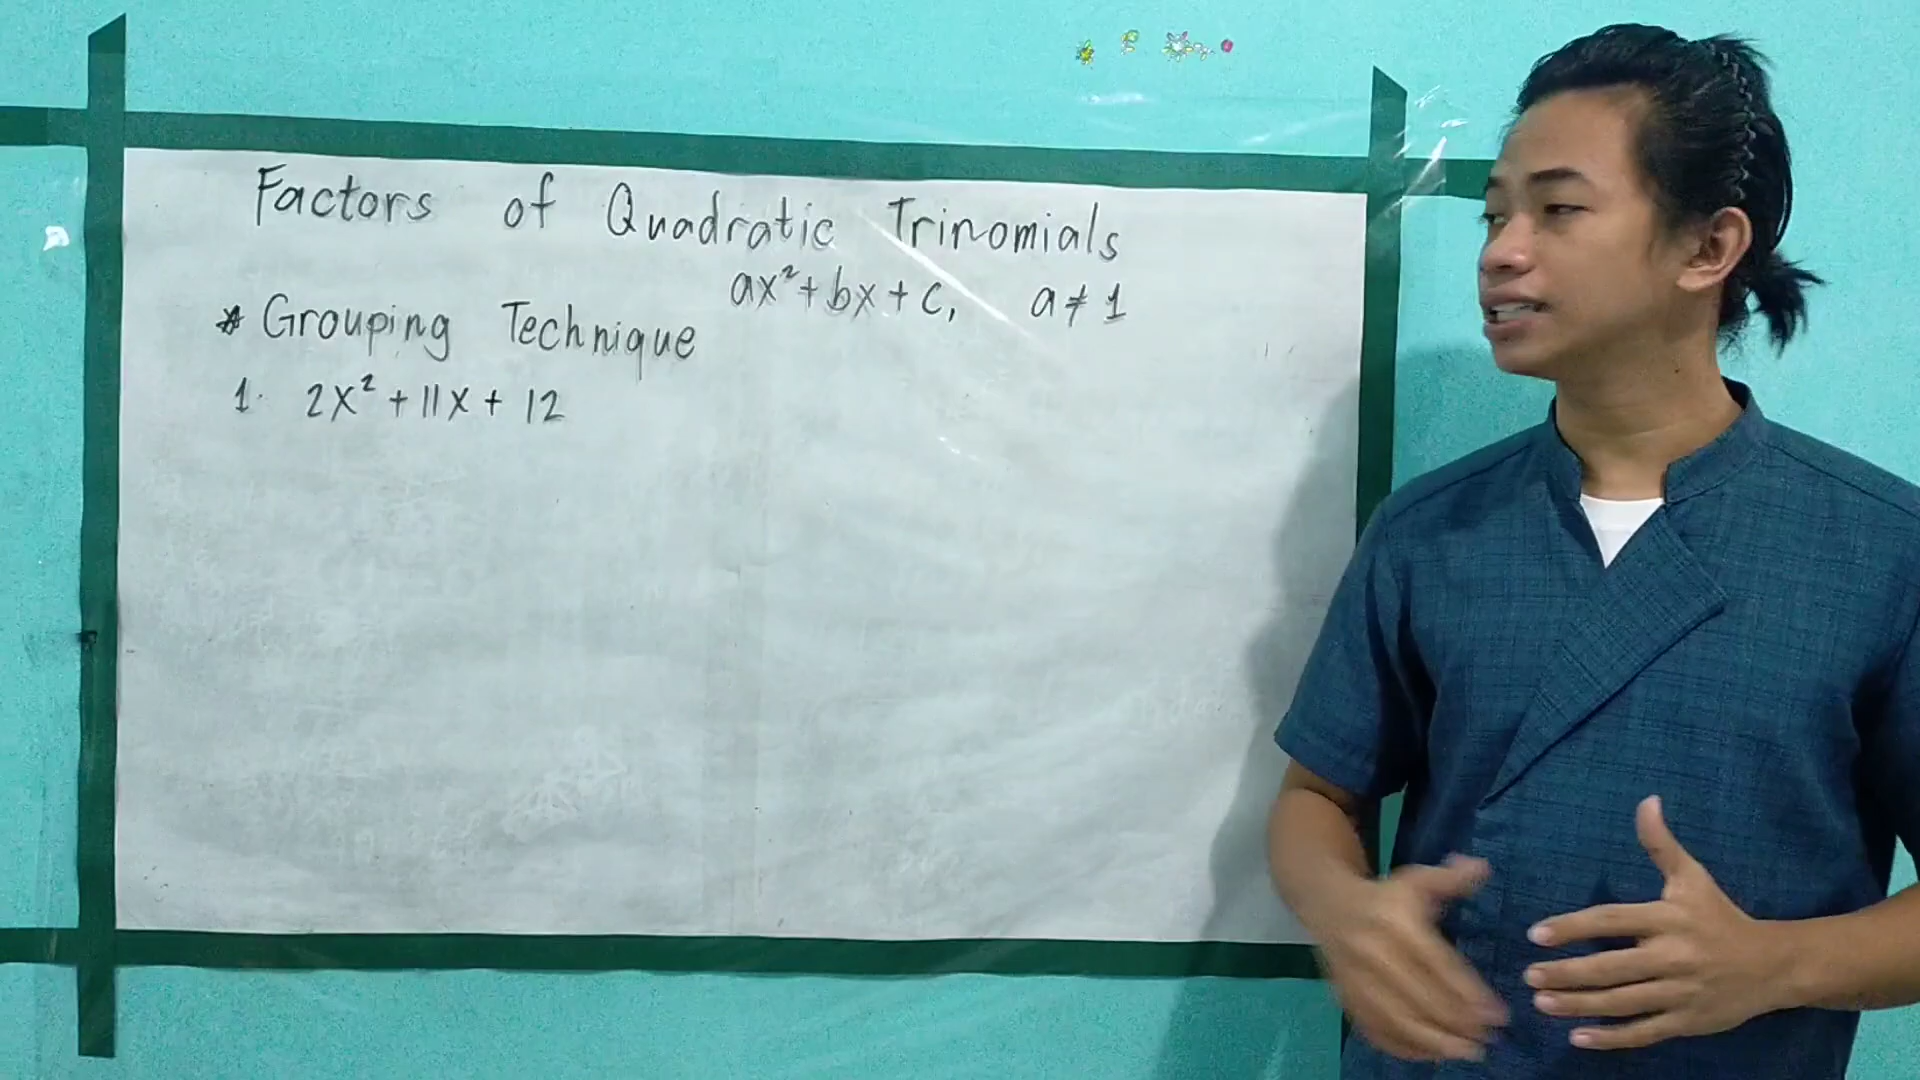 Factors of Quadratic Trinomials
ax² + bx + c, a ≠ 1
* Grouping Technique
1. 2x² + 11x + 12